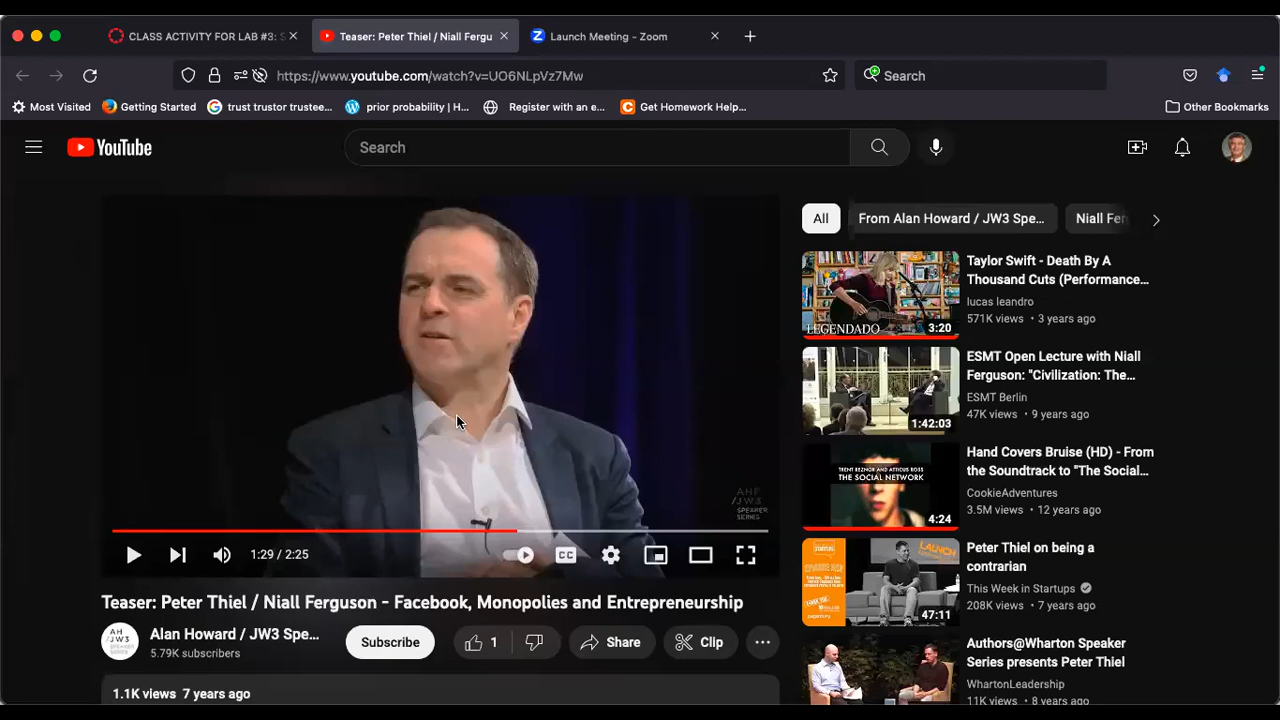 CLASS ACTIVITY FOR LAB #3: S
Teaser: Peter Thiel / Niall Fergu
Launch Meeting - Zoom
https://www.youtube.com/watch?v=UO6NLpVz7Mw
Search
Most Visited
Getting Started
trust trustor trustee...
prior probability | H...
Register with an e...
Get Homework Help...
Other Bookmarks
YouTube
Search
All
From Alan Howard / JW3 Spe...
Niall Fer
Taylor Swift - Death By A
Thousand Cuts (Performance...
lucas leandro
571K views • 3 years ago
LEGENDADO
3:20
ESMT Open Lecture with Niall
Ferguson: "Civilization: The...
ESMT Berlin
47K views • 9 years ago
1:42:03
Hand Covers Bruise (HD) - From
the Soundtrack to "The Social...
CookieAdventures
3.5M views • 12 years ago
TRENT REZNOR AND ATTICUS ROSS
THE SOCIAL NETWORK
4:24
Peter Thiel on being a
contrarian
This Week in Startups
208K views • 7 years ago
LAUNCH
47:11
Authors@Wharton Speaker
Series presents Peter Thiel
WhartonLeadership
11K views • 8 years ago
AHF
/JW3
SPEAKER
SERIES
1:29 / 2:25
CC
Teaser: Peter Thiel / Niall Ferguson - Facebook, Monopolies and Entrepreneurship
AH
/JW3
Alan Howard / JW3 Spe...
5.79K subscribers
Subscribe
1
Share
Clip
1.1K views 7 years ago